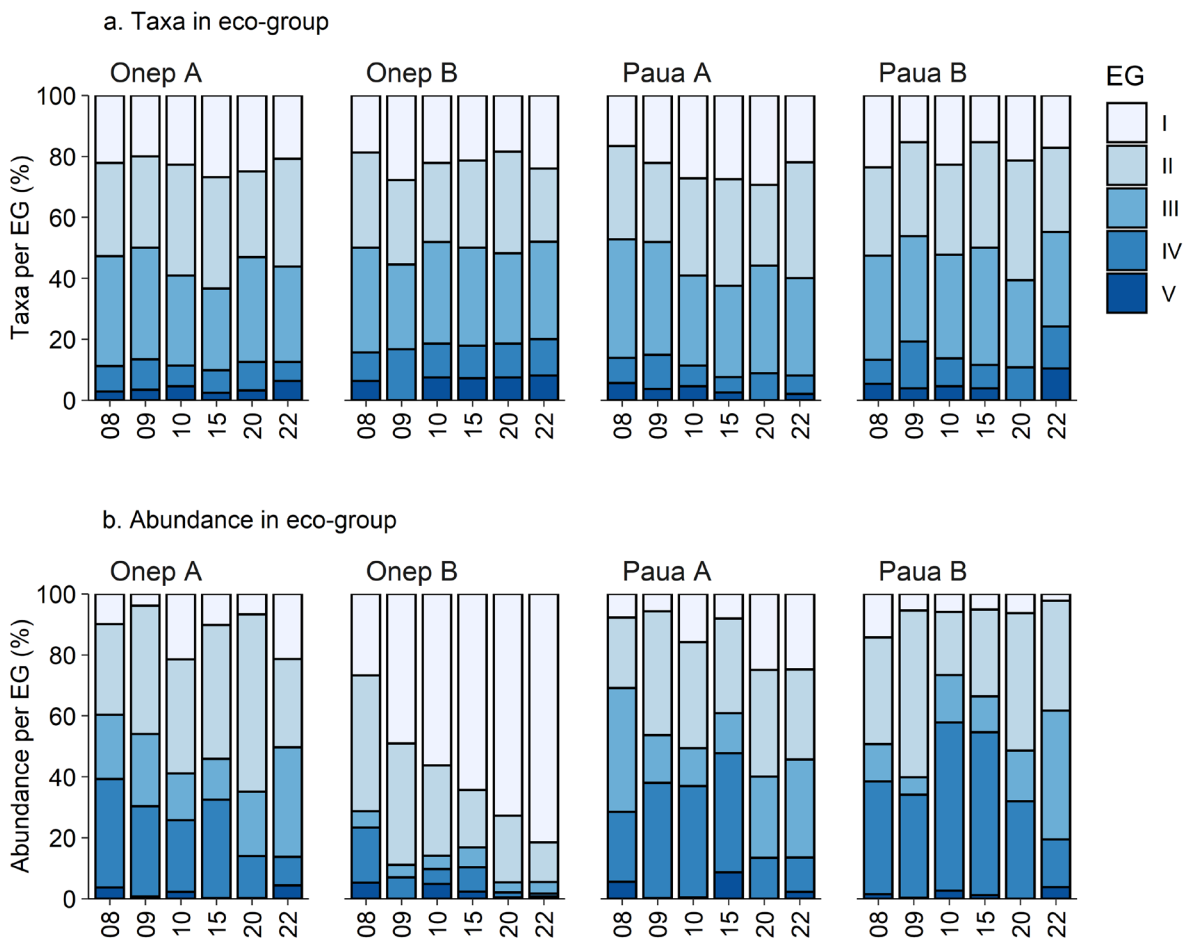 a. Taxa in eco-group
Onep A Onep B Paua A Paua B EG
100
80
60
40
20
0
Taxa per EG (%)
I
II
III
IV
V
08 09 10 15 20 22 08 09 10 15 20 22 08 09 10 15 20 22 08 09 10 15 20 22
b. Abundance in eco-group
Onep A Onep B Paua A Paua B
100
80
60
40
20
0
Abundance per EG (%)
08 09 10 15 20 22 08 09 10 15 20 22 08 09 10 15 20 22 08 09 10 15 20 22